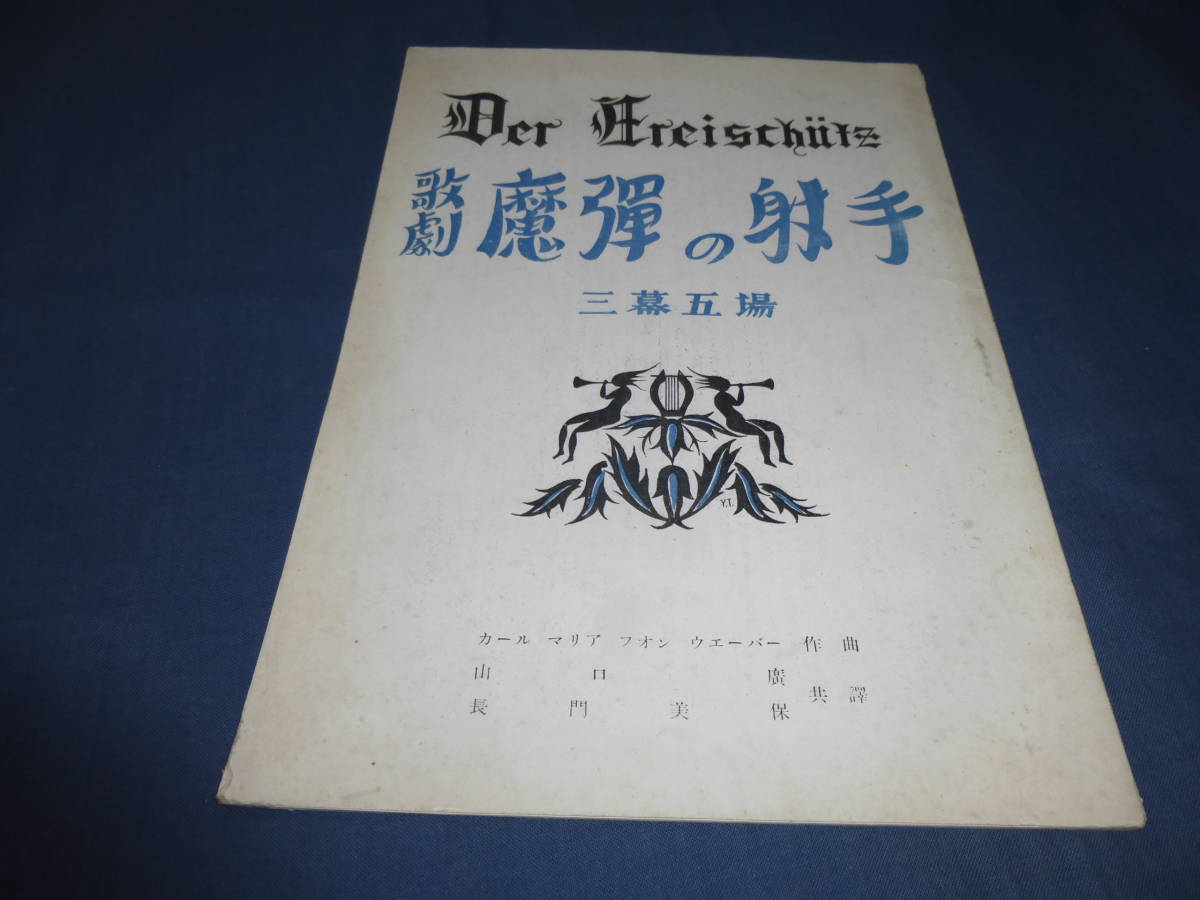 Der Freischütz
歌劇 魔彈の射手
三幕五場
Y.T.
カール マリア フオン ウエーバー 作曲
山口廣
長門美保 共譯